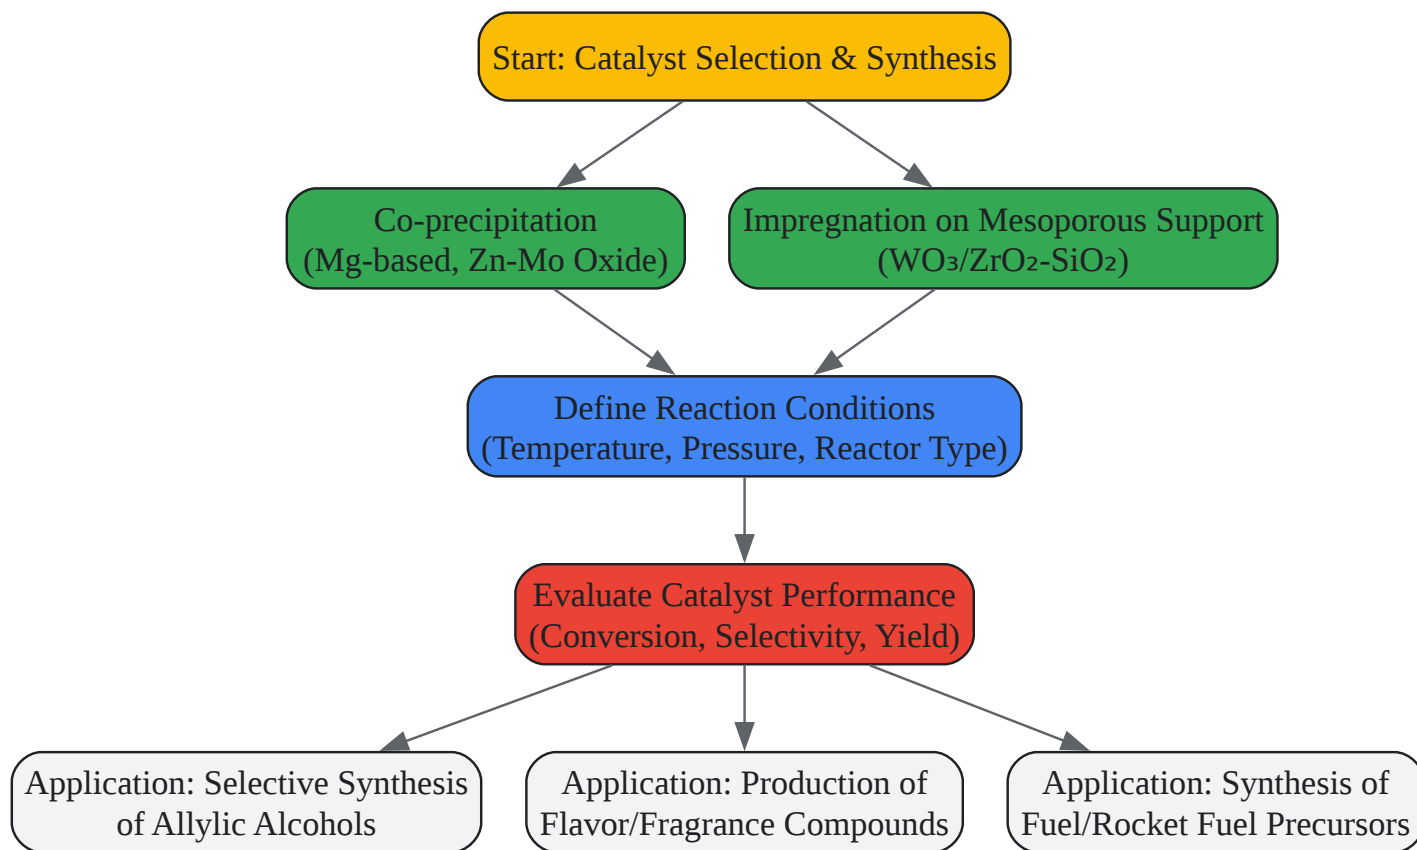 Start: Catalyst Selection & Synthesis
Co-precipitation
(Mg-based, Zn-Mo Oxide)
Impregnation on Mesoporous Support
(WO₃/ZrO₂-SiO₂)
Define Reaction Conditions
(Temperature, Pressure, Reactor Type)
Evaluate Catalyst Performance
(Conversion, Selectivity, Yield)
Application: Selective Synthesis
of Allylic Alcohols
Application: Production of
Flavor/Fragrance Compounds
Application: Synthesis of
Fuel/Rocket Fuel Precursors